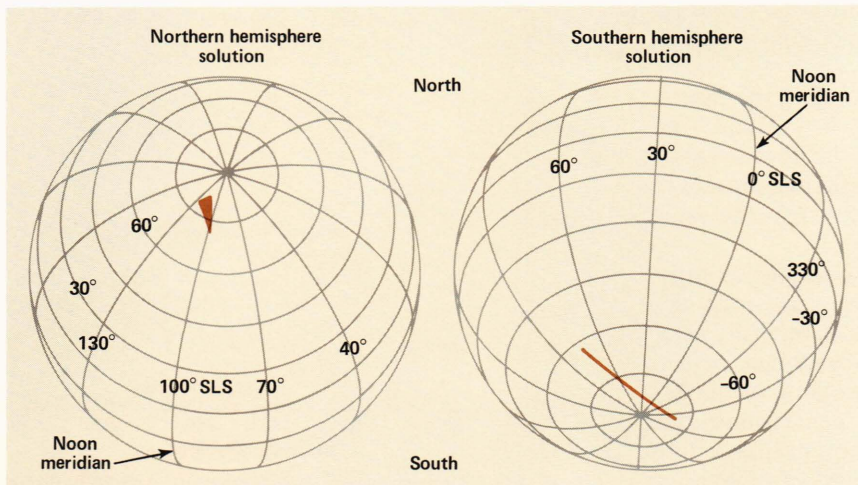 Northern hemisphere
solution
North
Southern hemisphere
solution
Noon
meridian
60°
30°
130°
100° SLS
70°
40°
Noon
meridian
South
60°
30°
0° SLS
330°
-30°
-60°